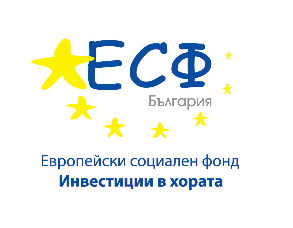 ЕСФ
България
Европейски социален фонд
Инвестиции в хората